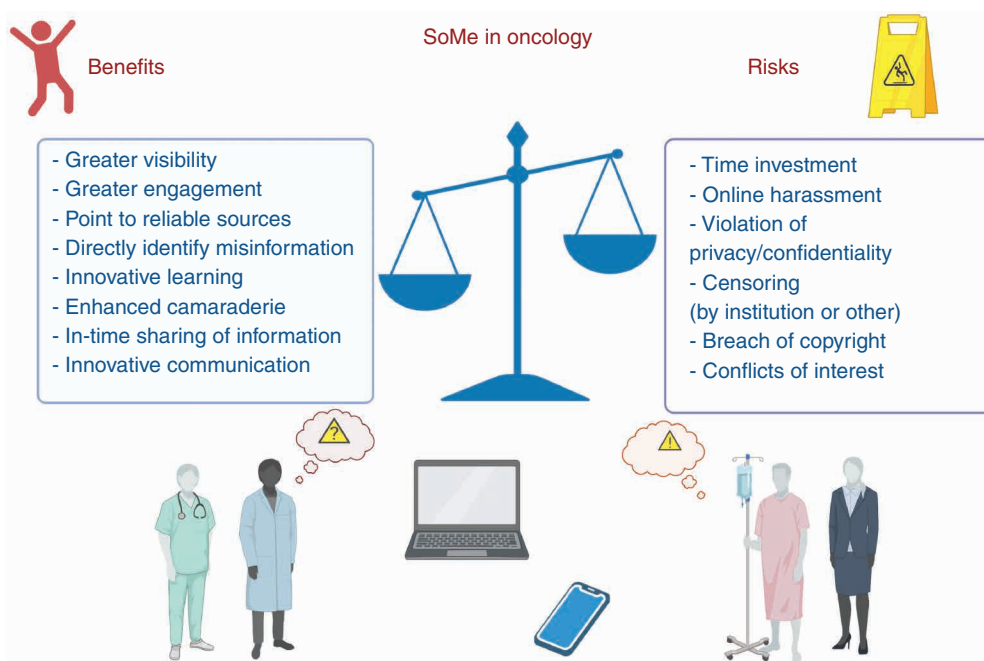 SoMe in oncology
Benefits
Risks
- Greater visibility
- Greater engagement
- Point to reliable sources
- Directly identify misinformation
- Innovative learning
- Enhanced camaraderie
- In-time sharing of information
- Innovative communication
- Time investment
- Online harassment
- Violation of
privacy/confidentiality
- Censoring
(by institution or other)
- Breach of copyright
- Conflicts of interest
?
!